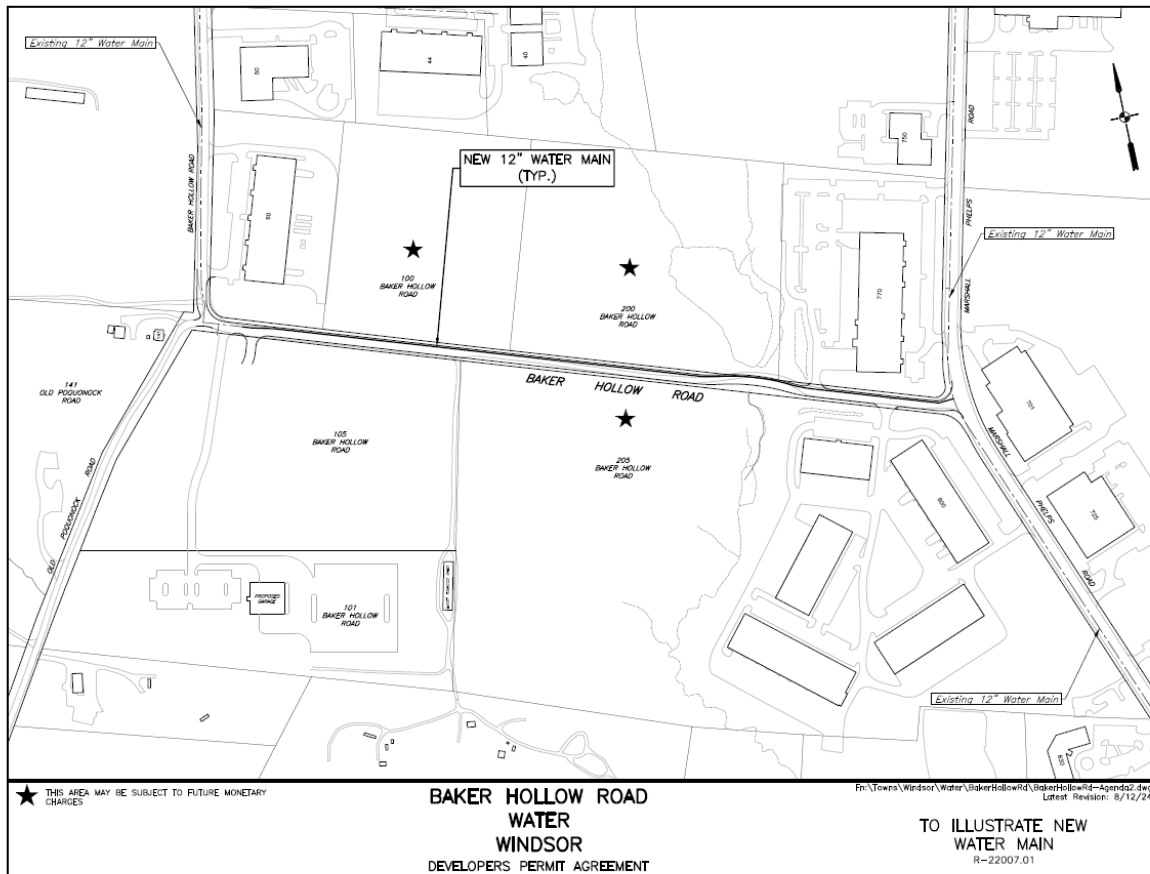 Existing 12" Water Main
50
44
40
ROAD
750
BAKER HOLLOW ROAD
NEW 12" WATER MAIN
(TYP.)
60
PHELPS
Existing 12" Water Main
100
BAKER HOLLOW
ROAD
200
BAKER HOLLOW
ROAD
770
MARSHALL
BAKER HOLLOW ROAD
141
OLD POQUONOCK
ROAD
105
BAKER HOLLOW
ROAD
205
BAKER HOLLOW
ROAD
701
MARSHALL
PHELPS
ROAD
725
800
OLD POQUONOCK ROAD
PROPOSED
GARAGE
101
BAKER HOLLOW
ROAD
Existing 12" Water Main
630
★ THIS AREA MAY BE SUBJECT TO FUTURE MONETARY
CHARGES
BAKER HOLLOW ROAD
WATER
WINDSOR
DEVELOPERS PERMIT AGREEMENT
Fn:\Towns\Windsor\Water\BakerHollowRd\BakerHollowRd-Agenda2.dwg
Latest Revision: 8/12/24
TO ILLUSTRATE NEW
WATER MAIN
R-22007.01